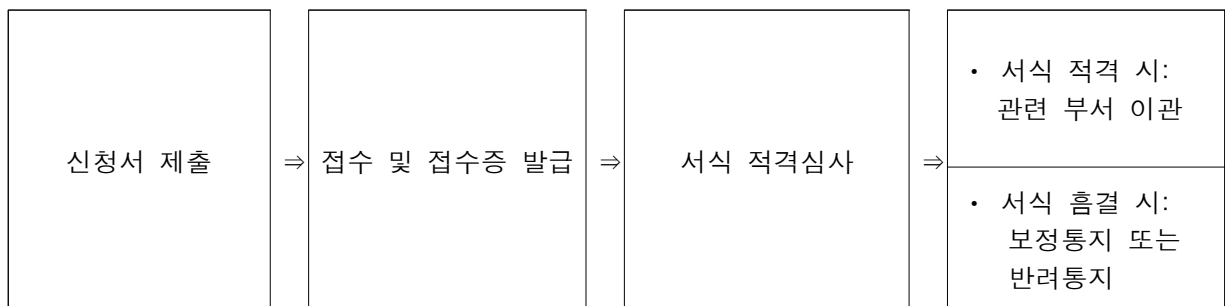 신청서 제출
⇒
접수 및 접수증 발급
⇒
서식 적격심사
⇒
• 서식 적격 시:
관련 부서 이관
• 서식 흠결 시:
보정통지 또는
반려통지